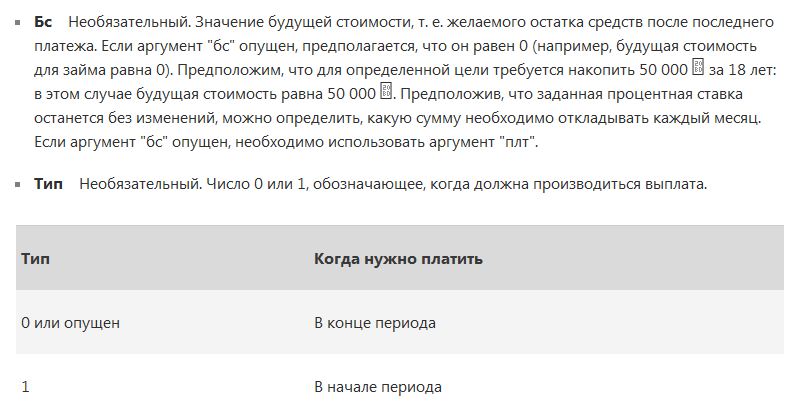 Бс Необязательный. Значение будущей стоимости, т. е. желаемого остатка средств после последнего
платежа. Если аргумент "бс" опущен, предполагается, что он равен 0 (например, будущая стоимость
для займа равна 0). Предположим, что для определенной цели требуется накопить 50 000 за 18 лет:
в этом случае будущая стоимость равна 50 000 . Предположив, что заданная процентная ставка
останется без изменений, можно определить, какую сумму необходимо откладывать каждый месяц.
Если аргумент "бс" опущен, необходимо использовать аргумент "плт".
Тип Необязательный. Число 0 или 1, обозначающее, когда должна производиться выплата.
Тип Когда нужно платить
0 или опущен В конце периода
1 В начале периода